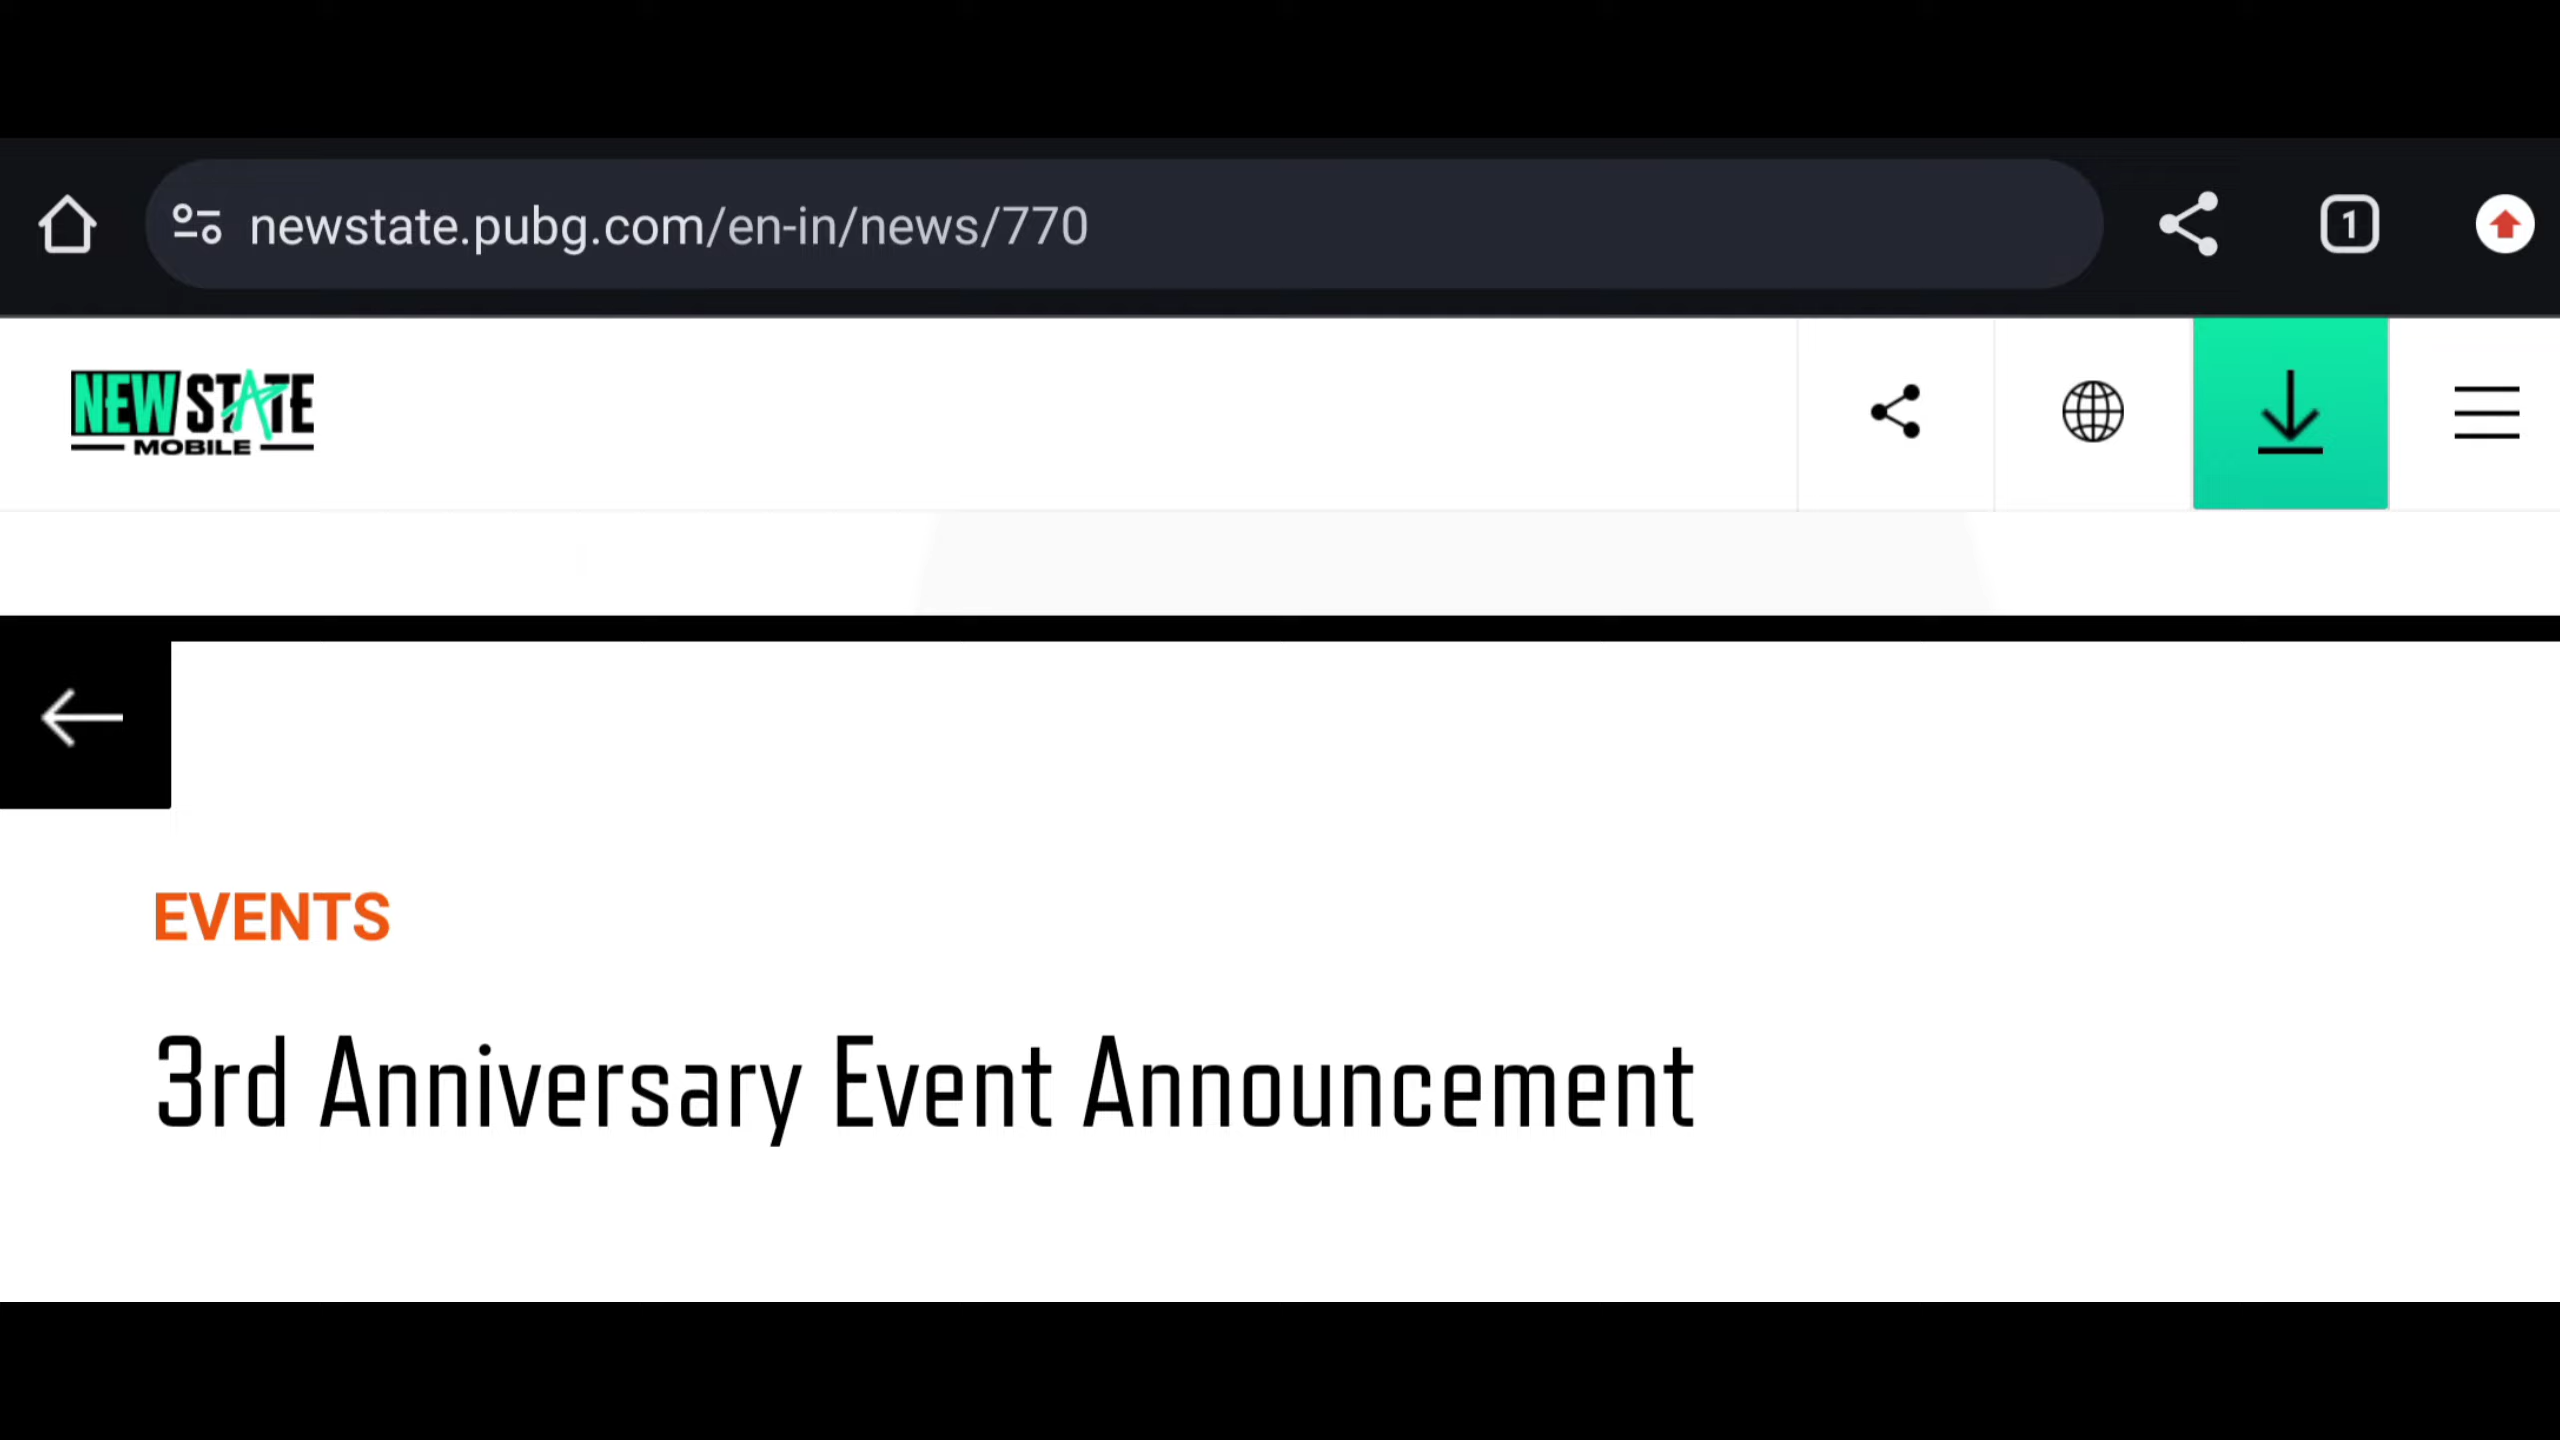 newstate.pubg.com/en-in/news/770
1
NEW STATE
MOBILE
EVENTS
3rd Anniversary Event Announcement